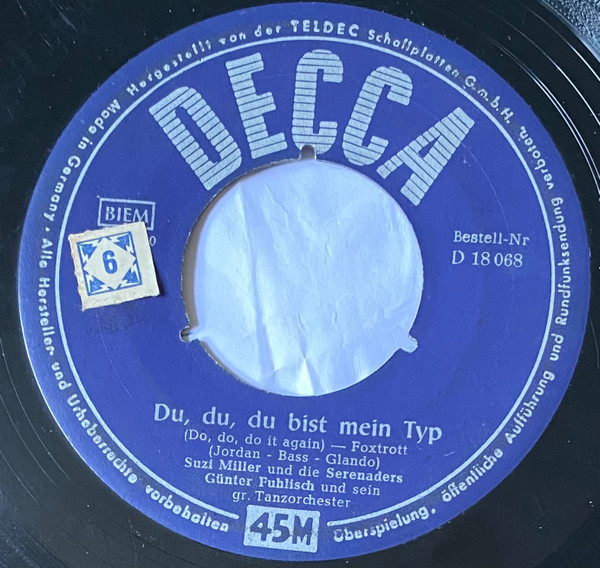 Made in Germany • Alle Hersteller- und Urheberrechte vorbehalten
Hergestellt von der TELDEC Schallplatten G.m.b.H.
Überspielung, öffentliche Aufführung und Rundfunksendung verboten.
DECCA
BIEM
6
Bestell-Nr
D 18 068
Du, du, du bist mein Typ
(Do, do, do it again) — Foxtrott
(Jordan - Bass - Glando)
Suzi Miller und die Serenaders
Günter Fuhlisch und sein
gr. Tanzorchester
45M